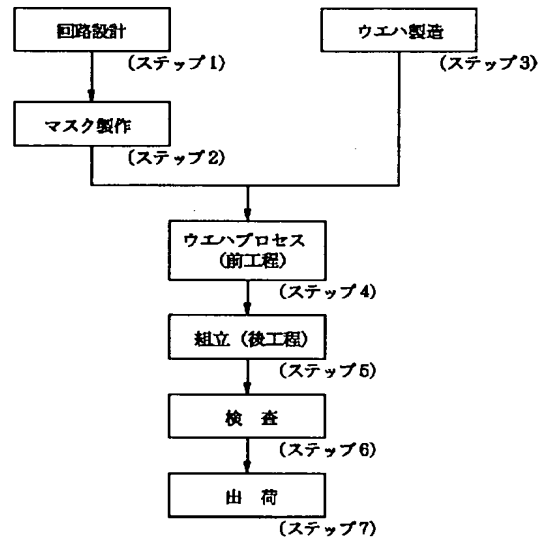 回路設計
(ステップ1)
マスク製作
(ステップ2)
ウエハ製造
(ステップ3)
ウエハプロセス
(前工程)
(ステップ4)
組立(後工程)
(ステップ5)
検 査
(ステップ6)
出 荷
(ステップ7)